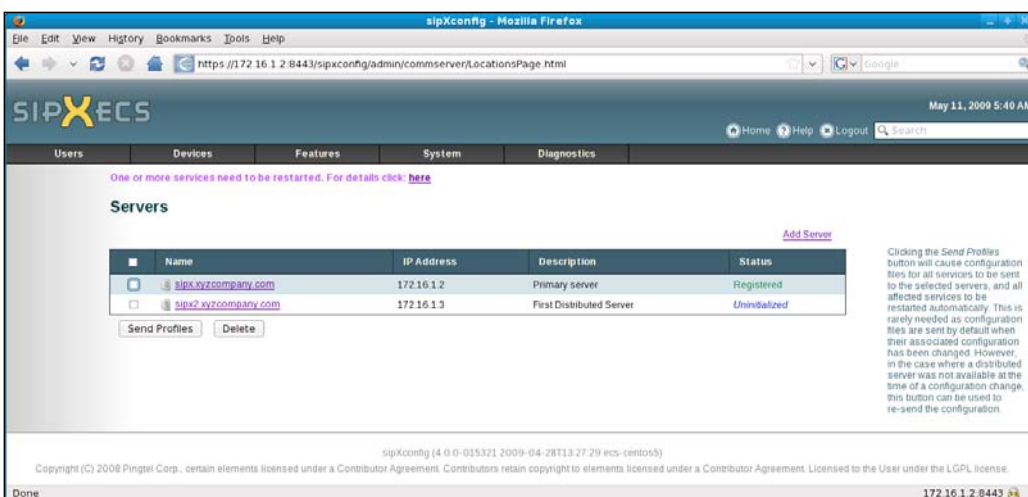 sipXconfig - Mozilla Firefox
File Edit View History Bookmarks Tools Help
https://172.16.1.2:8443/sipxconfig/admin/commserver/LocationsPage.html
Google
SIPXECS
May 11, 2009 5:40 AM
Home Help Logout Search
Users Devices Features System Diagnostics
One or more services need to be restarted. For details click: here
Servers
Add Server
Name IP Address Description Status
sipx.xyzcompany.com 172.16.1.2 Primary server Registered
sipx2.xyzcompany.com 172.16.1.3 First Distributed Server Uninitialized
Send Profiles Delete
Clicking the Send Profiles
button will cause configuration
files for all services to be sent
to the selected servers, and all
affected services to be
restarted automatically. This is
rarely needed as configuration
files are sent by default when
their associated configuration
has been changed. However,
in the case where a distributed
server was not available at the
time of a configuration change,
this button can be used to
re-send the configuration.
sipXconfig (4.0.0-015321 2009-04-28T13:27:29 ecs-centos5)
Copyright (C) 2008 Pingtel Corp., certain elements licensed under a Contributor Agreement. Contributors retain copyright to elements licensed under a Contributor Agreement. Licensed to the User under the LGPL license.
Done 172.16.1.2:8443